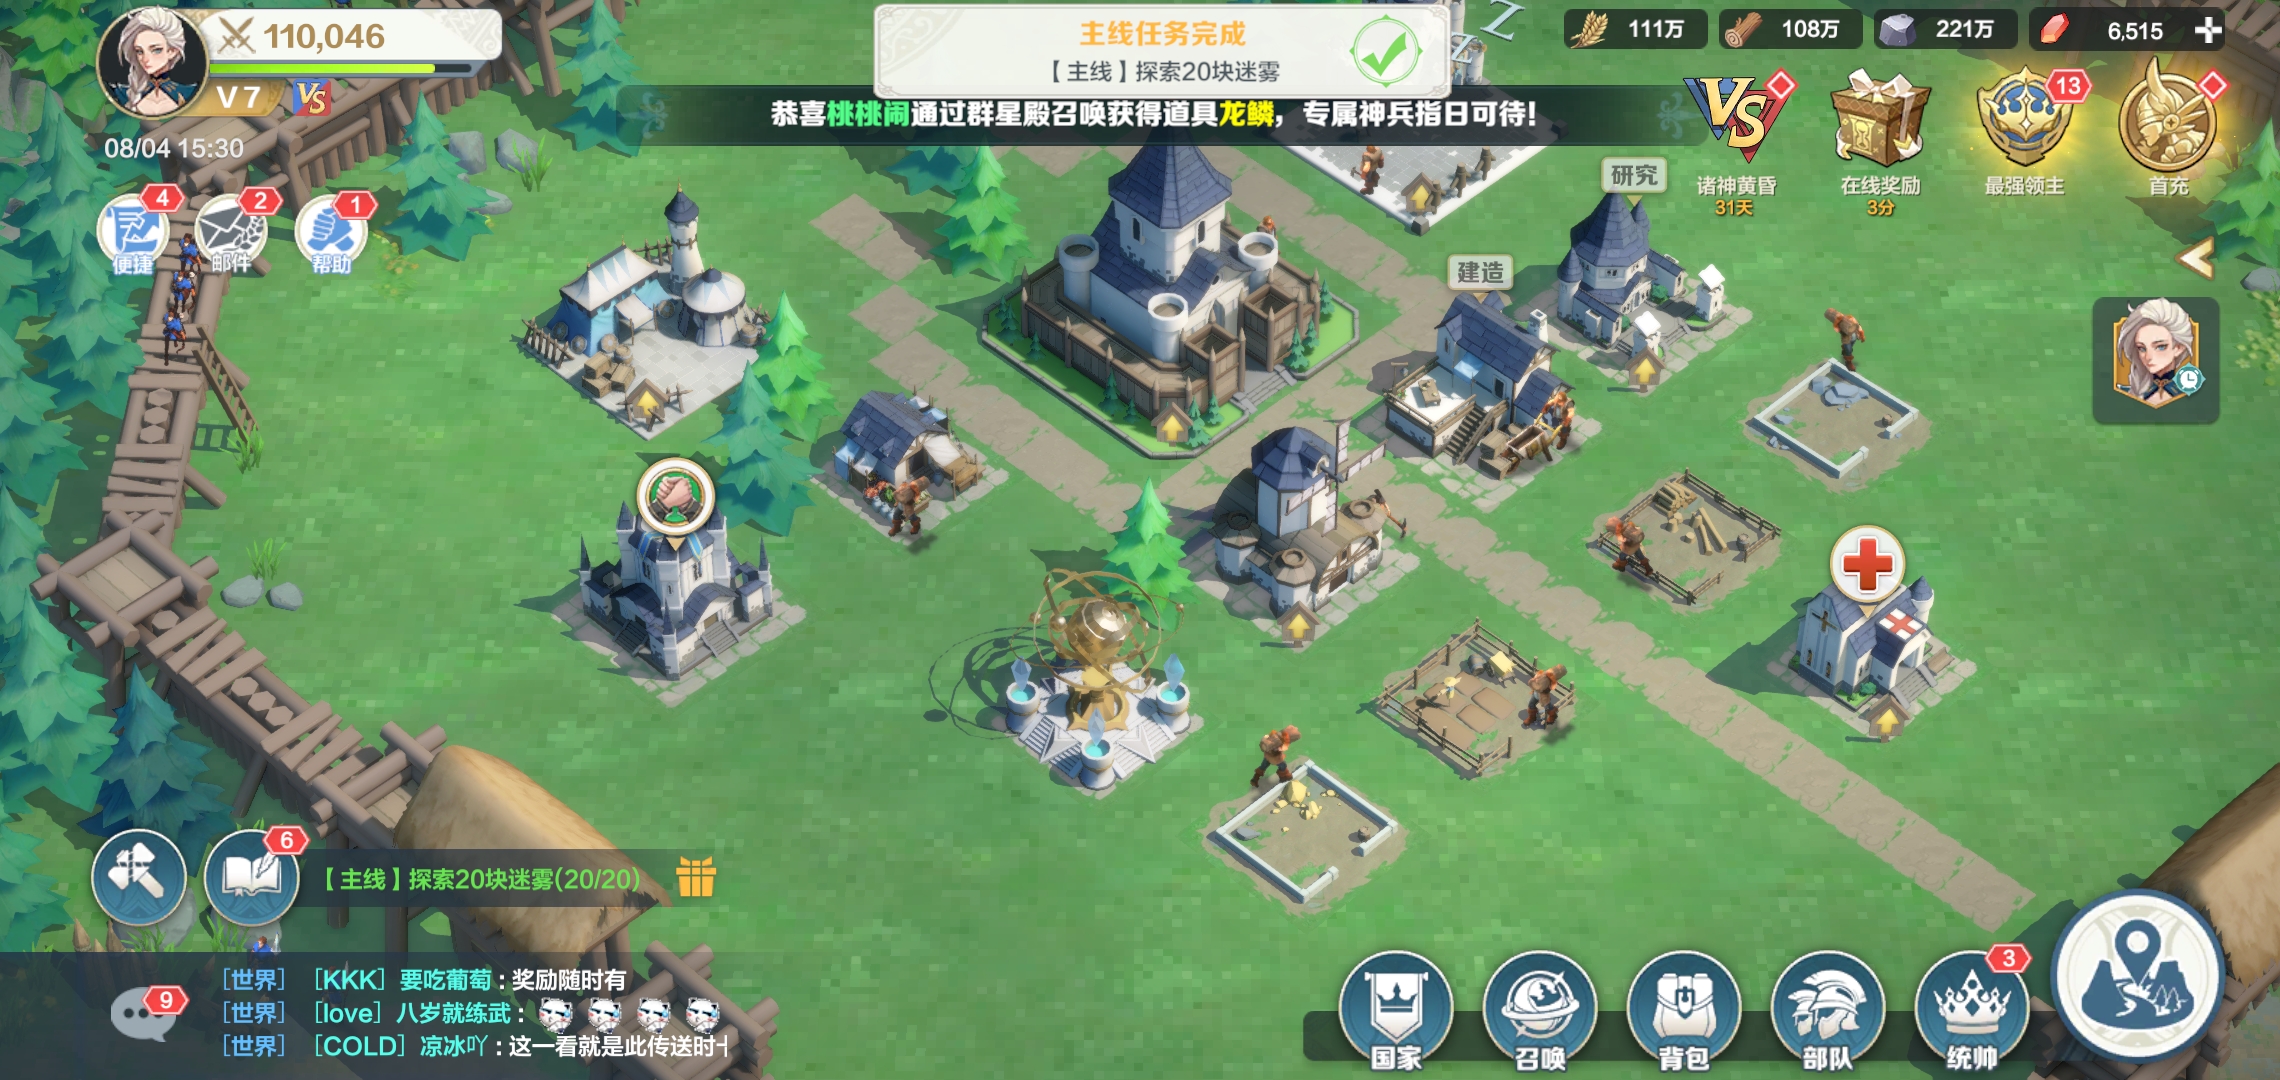 110,046
主线任务完成
【主线】探索20块迷雾
111万
108万
221万
6,515
V 7
VS
恭喜桃桃闹通过群星殿召唤获得道具龙鳞，专属神兵指日可待！
08/04 15:30
VS
诸神黄昏
31天
在线奖励
3分
13
最强领主
首充
4
便捷
2
邮件
1
帮助
研究
建造
6
【主线】探索20块迷雾(20/20)
9
[世界] [KKK] 要吃葡萄：奖励随时有
[世界] [love] 八岁就练武：
[世界] [COLD] 凉冰吖：这一看就是此传送时
国家
召唤
背包
部队
3
统帅